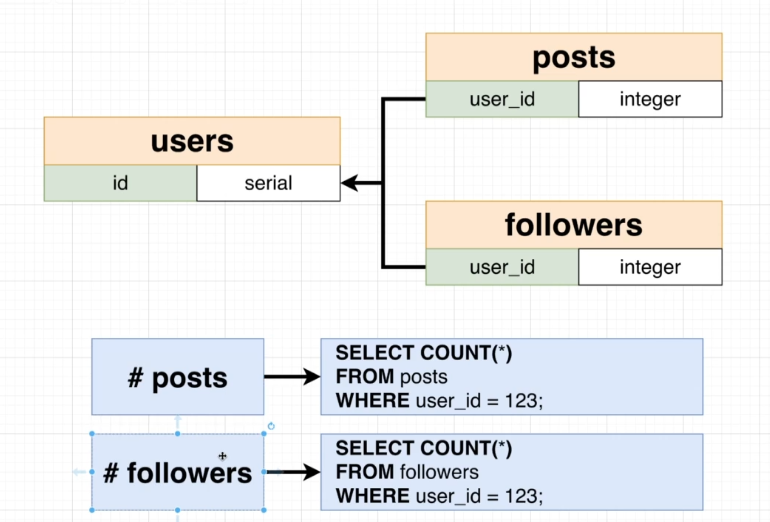 posts
user_id integer
users
id serial
followers
user_id integer
# posts
SELECT COUNT(*)
FROM posts
WHERE user_id = 123;
# followers
SELECT COUNT(*)
FROM followers
WHERE user_id = 123;